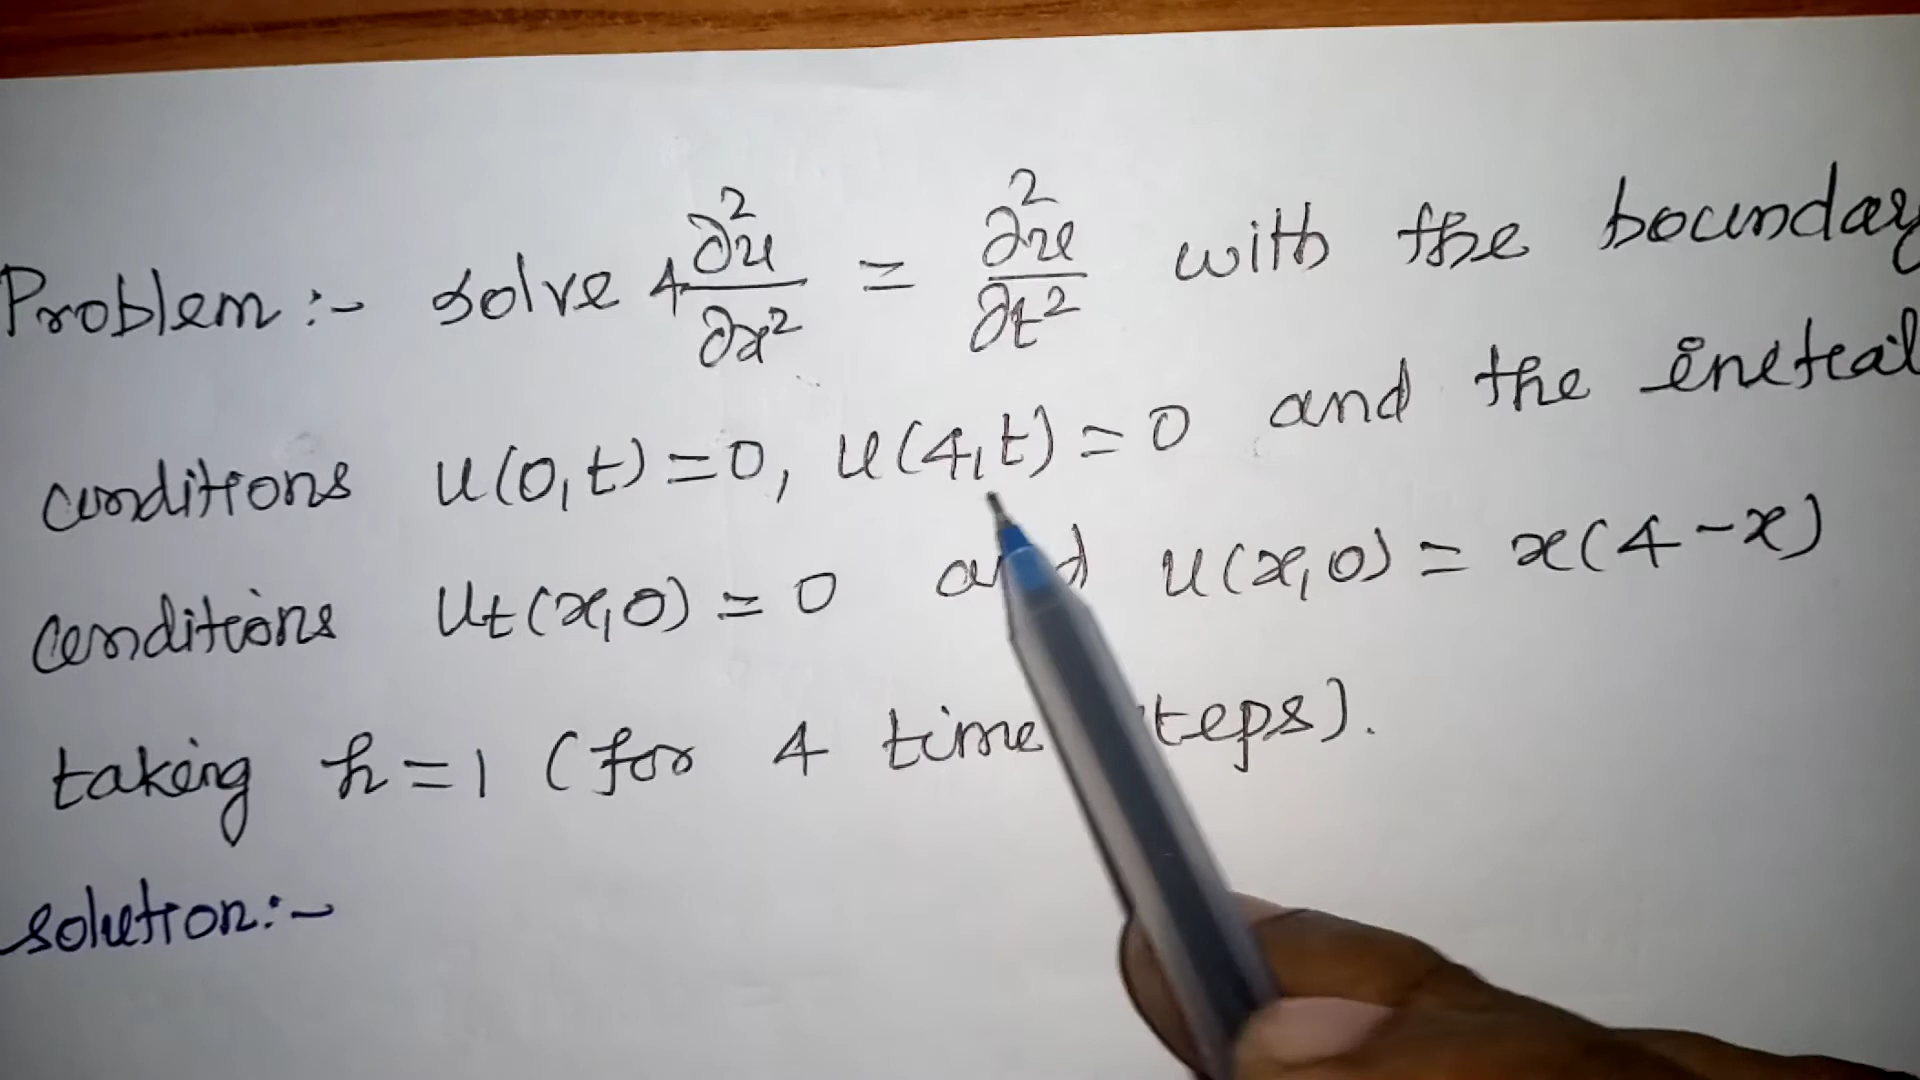 Problem :- solve 4 ∂²u/∂x² = ∂²u/∂t² with the boundary
conditions u(0,t)=0, u(4,t)=0 and the initial
conditions ut(x,0)=0 and u(x,0)= x(4-x)
taking h=1 (for 4 time steps).
solution:-